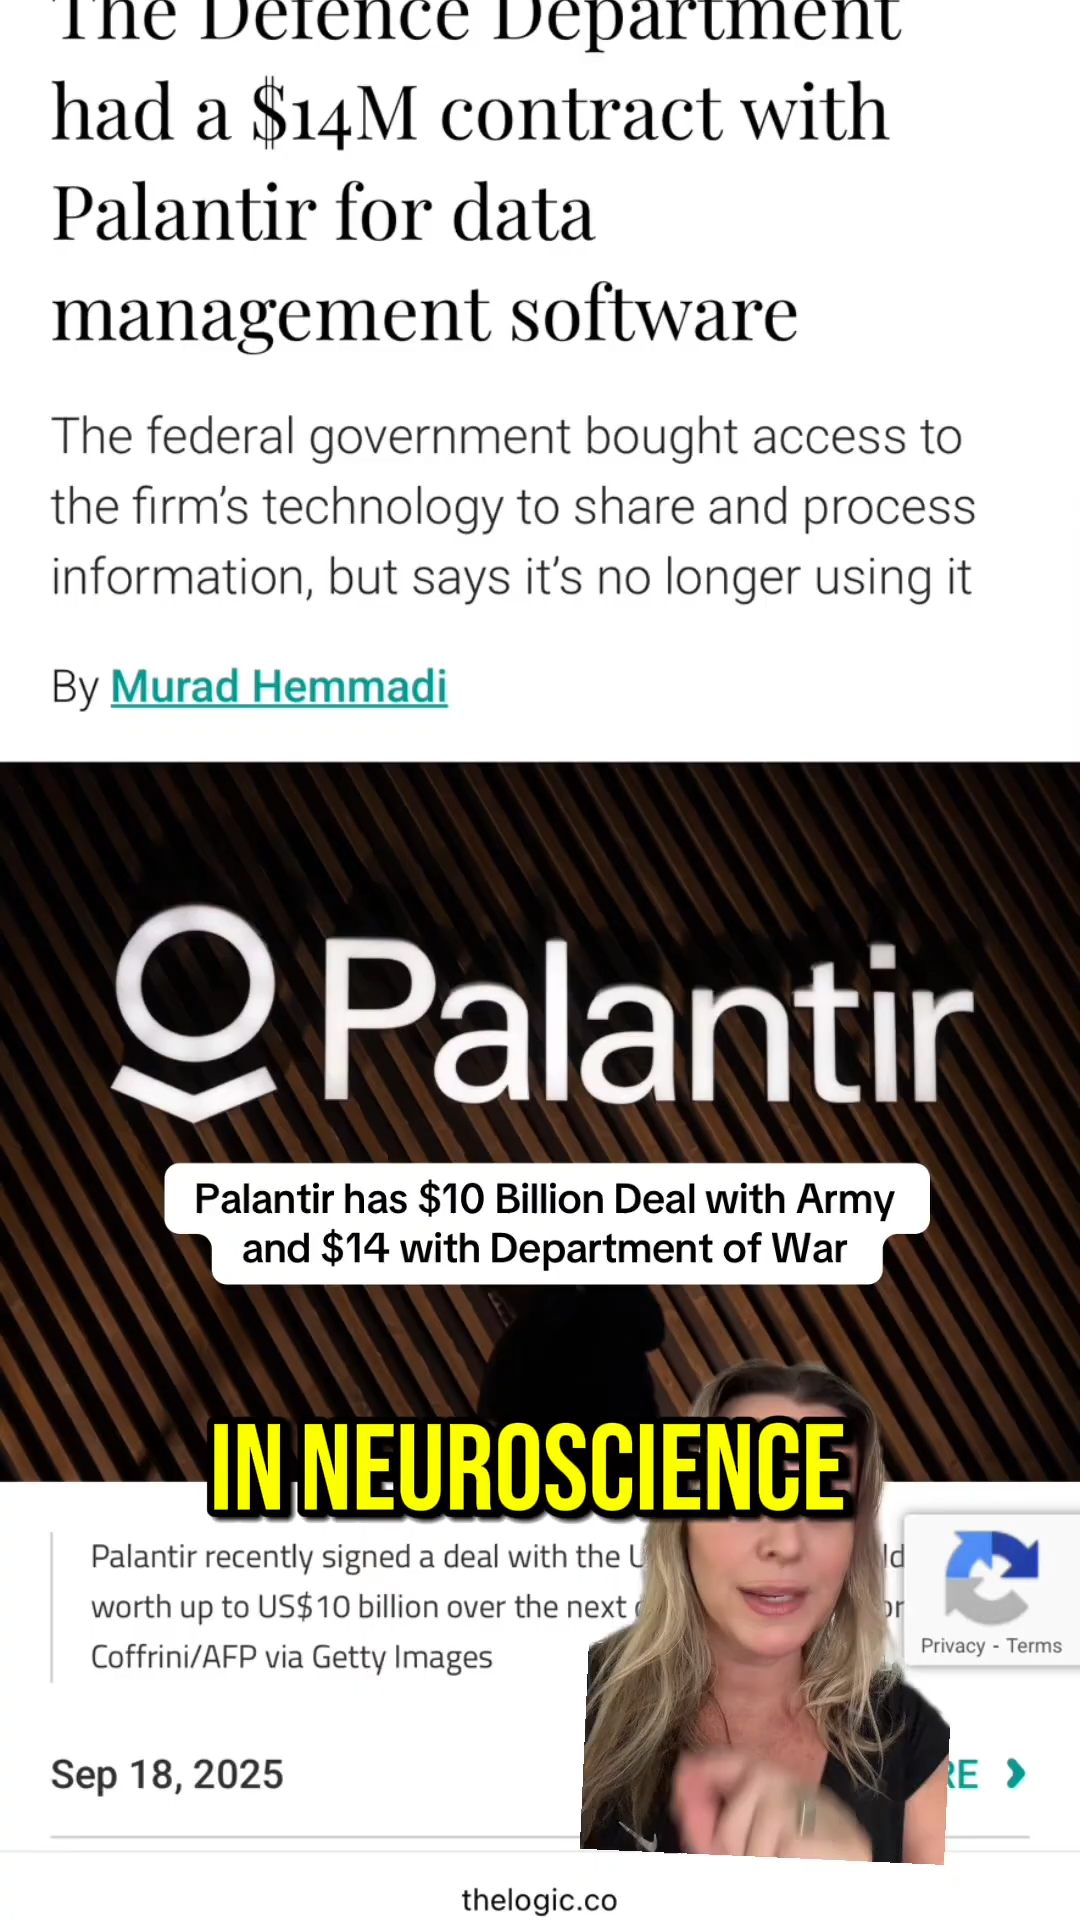 The Defence Department
had a $14M contract with
Palantir for data
management software
The federal government bought access to
the firm's technology to share and process
information, but says it's no longer using it
By Murad Hemmadi
Palantir
Palantir has $10 Billion Deal with Army
and $14 with Department of War
IN NEUROSCIENCE
Palantir recently signed a deal with the
worth up to US$10 billion over the next
Coffrini/AFP via Getty Images
Privacy - Terms
Sep 18, 2025
thelogic.co